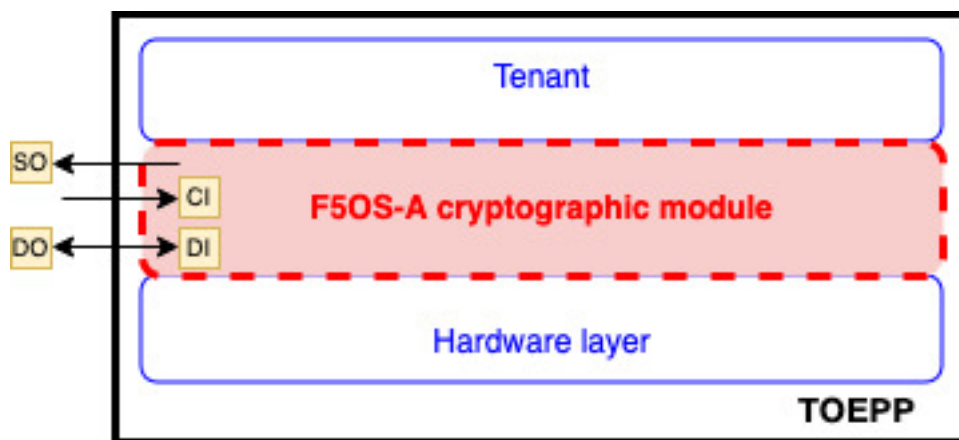 Tenant
SO
CI
F5OS-A cryptographic module
DO
DI
Hardware layer
TOEPP